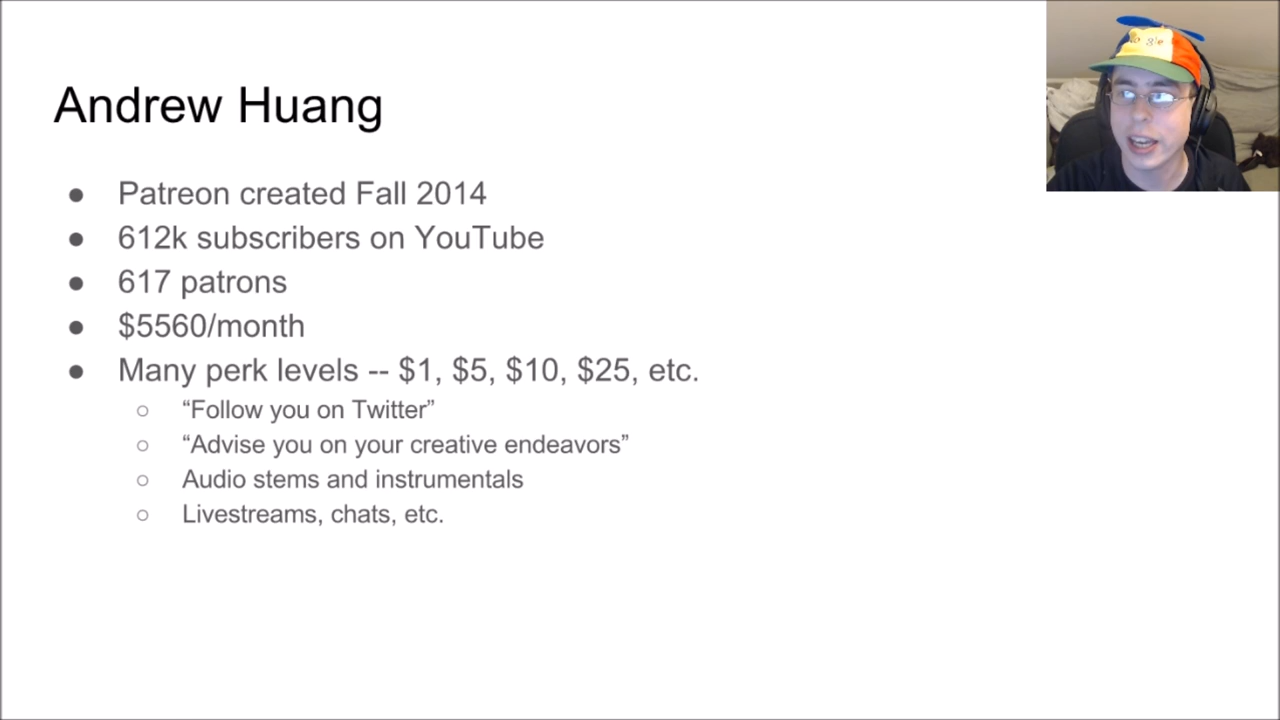 Andrew Huang
● Patreon created Fall 2014
● 612k subscribers on YouTube
● 617 patrons
● $5560/month
● Many perk levels -- $1, $5, $10, $25, etc.
○ “Follow you on Twitter”
○ “Advise you on your creative endeavors”
○ Audio stems and instrumentals
○ Livestreams, chats, etc.